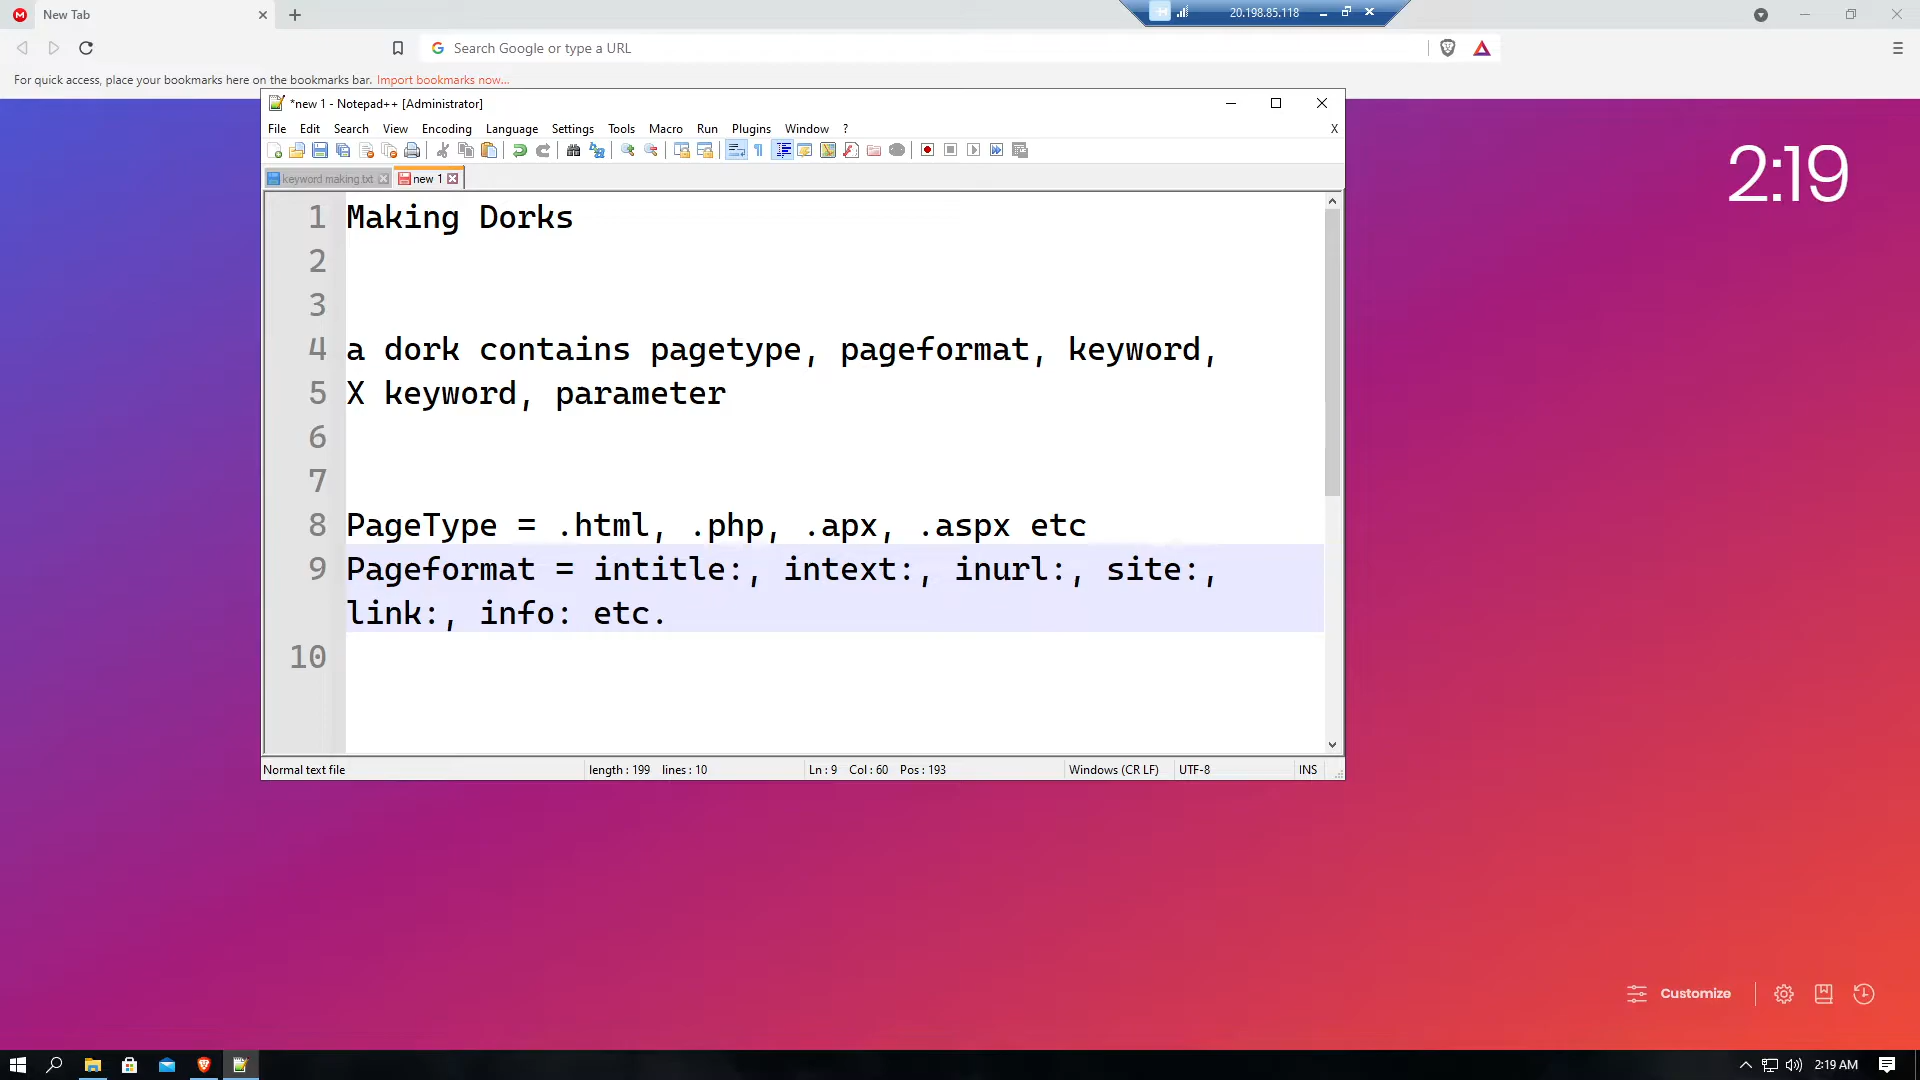 New Tab
20.198.85.118
Search Google or type a URL
For quick access, place your bookmarks here on the bookmarks bar. Import bookmarks now...
*new 1 - Notepad++ [Administrator]
File Edit Search View Encoding Language Settings Tools Macro Run Plugins Window ? X
keyword making.txt new 1
2:19
1 Making Dorks
2
3
4 a dork contains pagetype, pageformat, keyword,
5 X keyword, parameter
6
7
8 PageType = .html, .php, .apx, .aspx etc
9 Pageformat = intitle:, intext:, inurl:, site:,
link:, info: etc.
10
Normal text file length : 199 lines : 10 Ln : 9 Col : 60 Pos : 193 Windows (CR LF) UTF-8 INS
Customize
2:19 AM